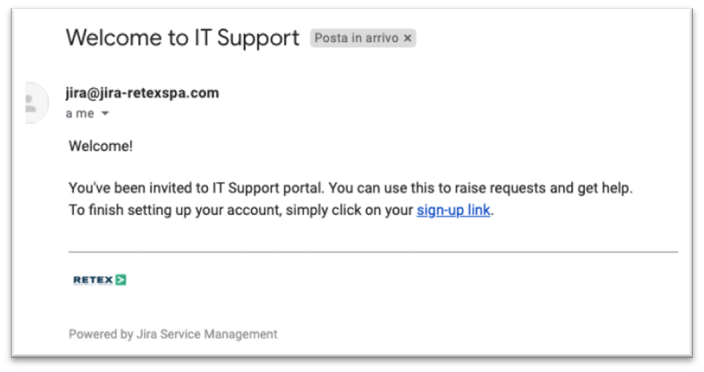 Welcome to IT Support Posta in arrivo ×
jira@jira-retexspa.com
a me
Welcome!
You've been invited to IT Support portal. You can use this to raise requests and get help.
To finish setting up your account, simply click on your sign-up link.
RETEX
Powered by Jira Service Management